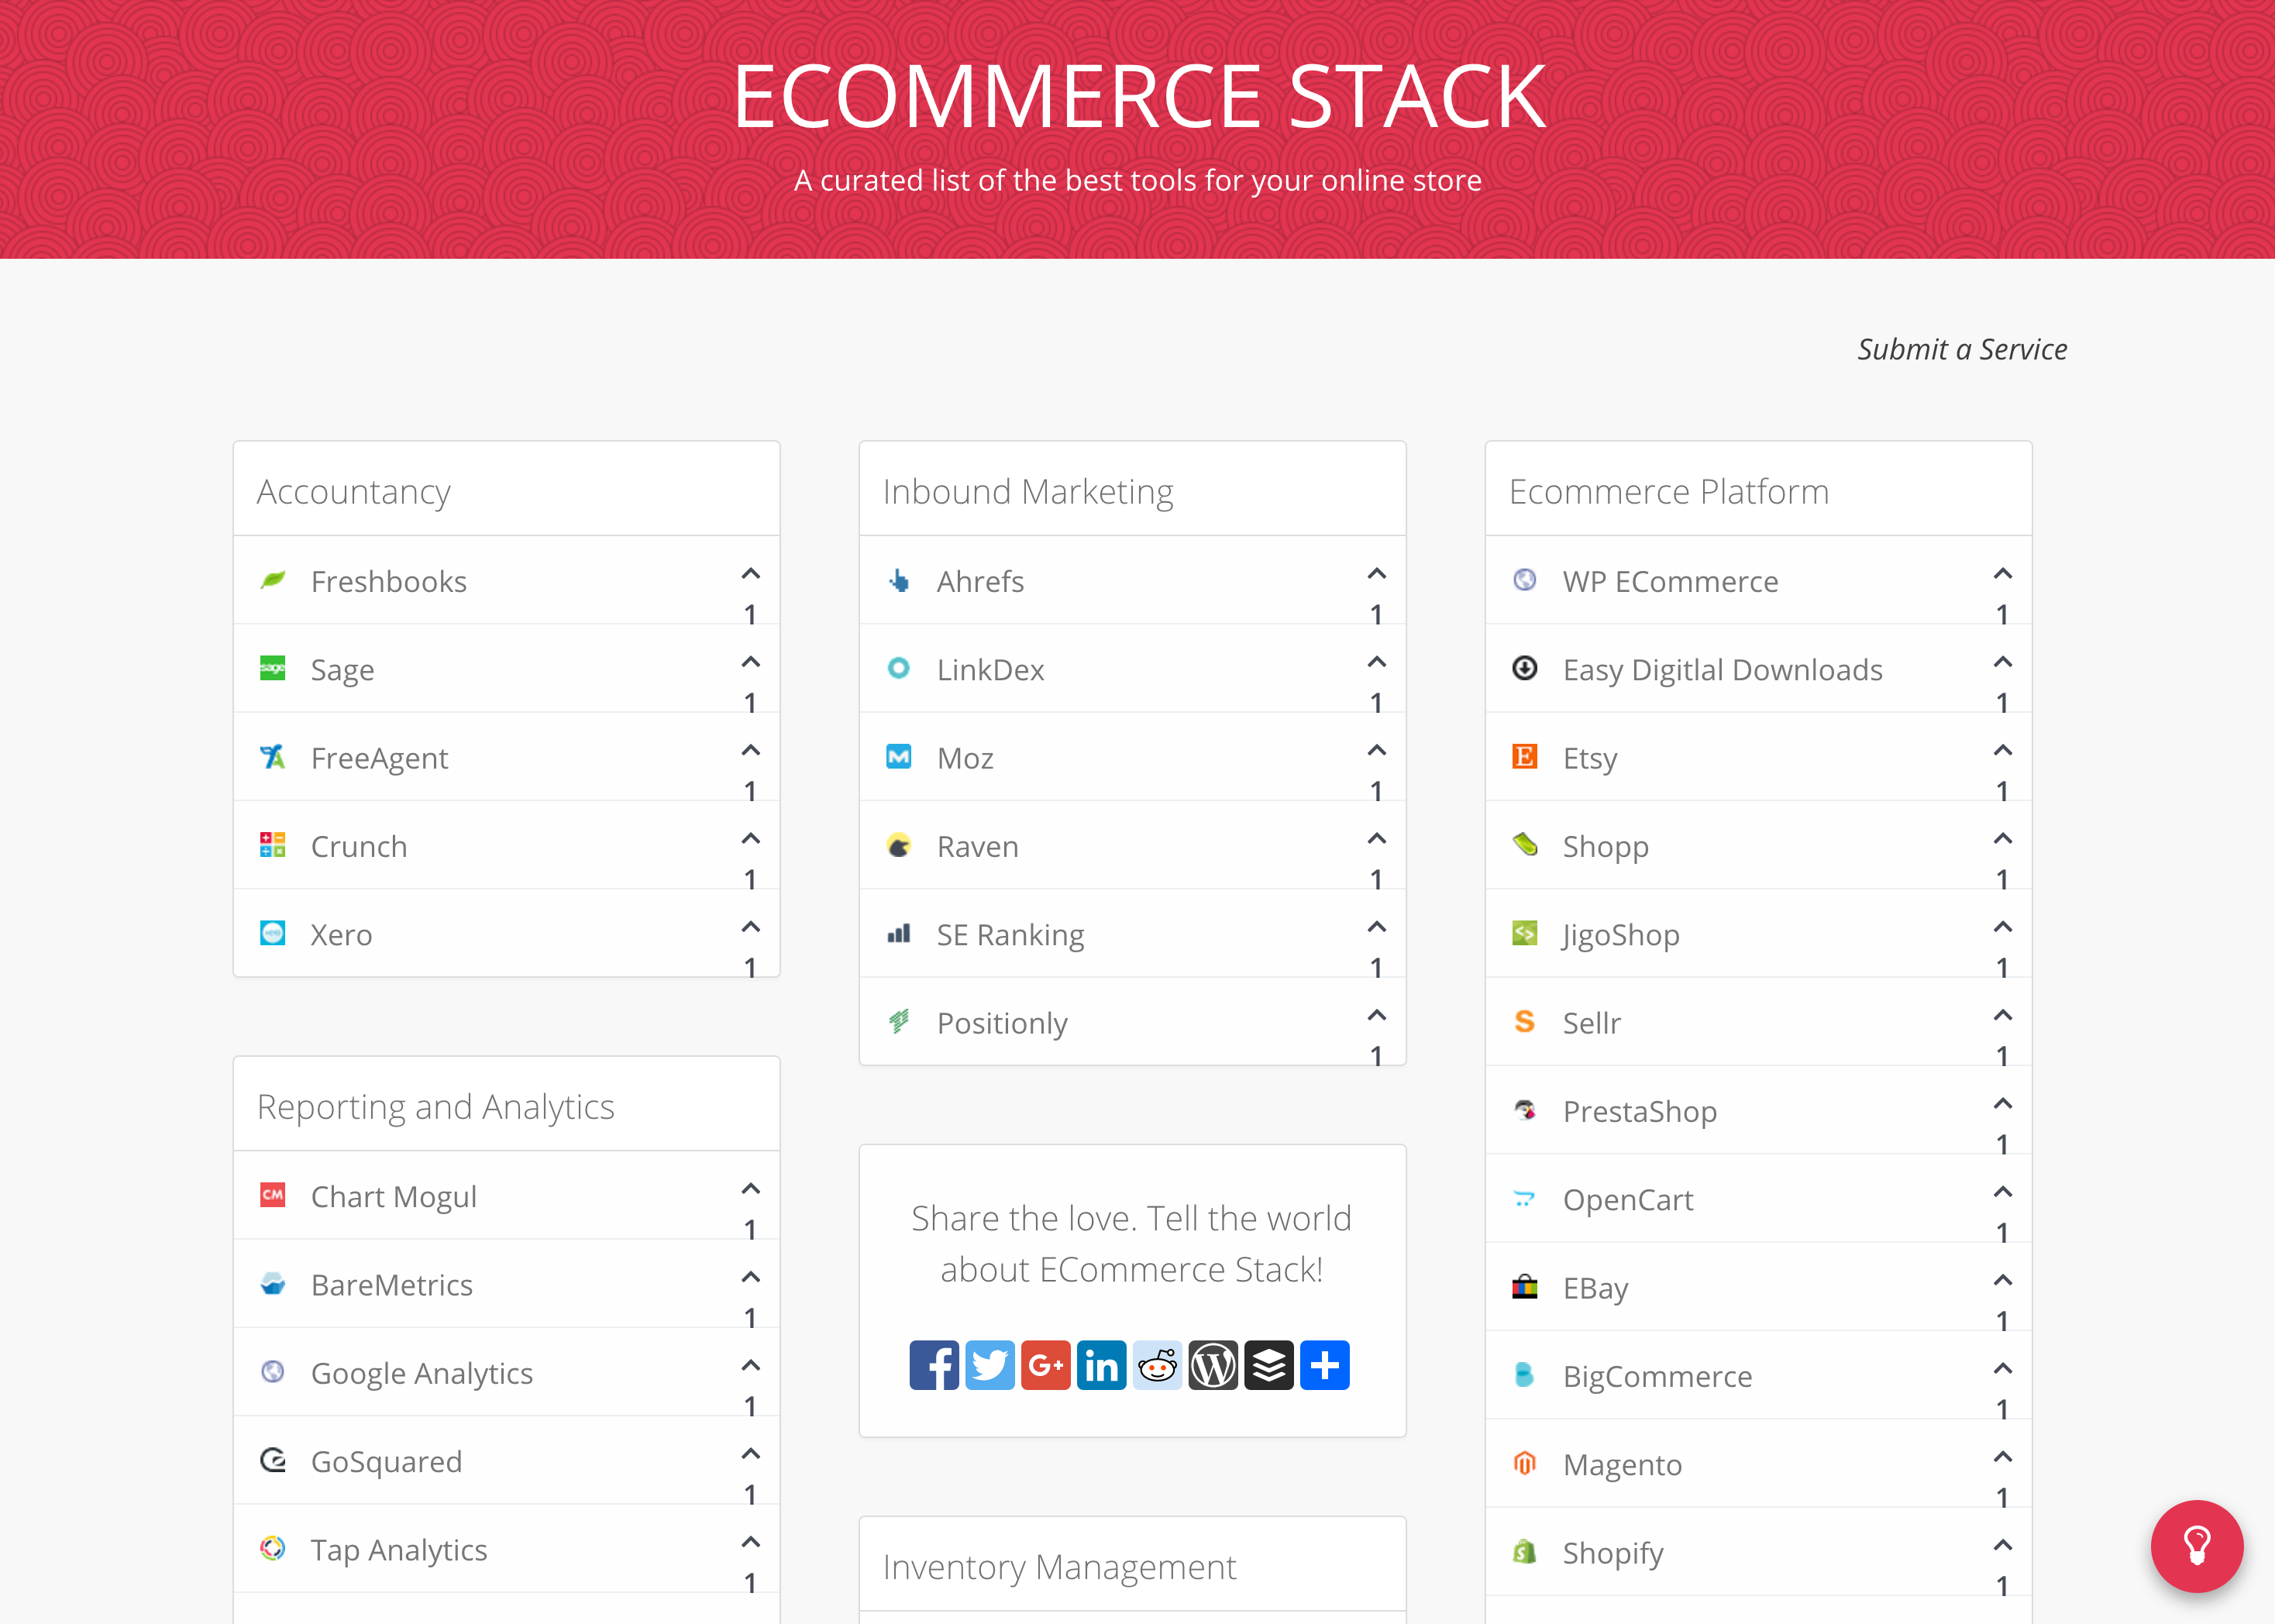 ECOMMERCE STACK
A curated list of the best tools for your online store
Submit a Service
Accountancy
Freshbooks
1
Sage
1
FreeAgent
1
Crunch
1
Xero
1
Reporting and Analytics
Chart Mogul
1
BareMetrics
1
Google Analytics
1
GoSquared
1
Tap Analytics
1
Inbound Marketing
Ahrefs
1
LinkDex
1
Moz
1
Raven
1
SE Ranking
1
Positionly
1
Share the love. Tell the world
about ECommerce Stack!
Inventory Management
Ecommerce Platform
WP ECommerce
1
Easy Digitlal Downloads
1
Etsy
1
Shopp
1
JigoShop
1
Sellr
1
PrestaShop
1
OpenCart
1
EBay
1
BigCommerce
1
Magento
1
Shopify
1